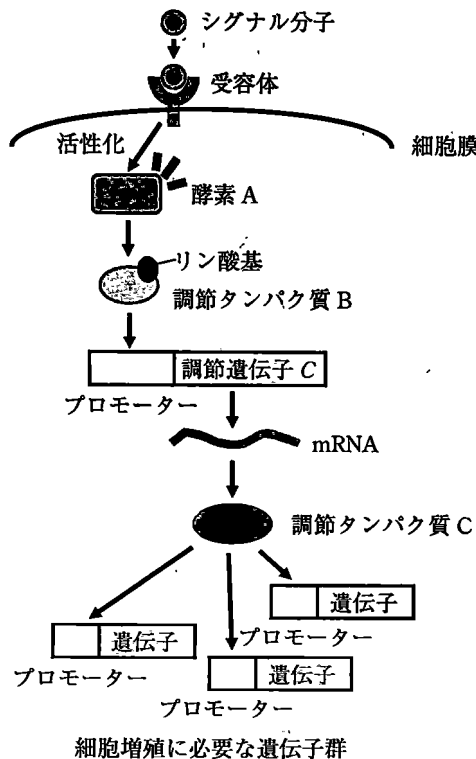 シグナル分子
受容体
活性化
細胞膜
酵素 A
リン酸基
調節タンパク質 B
調節遺伝子 C
プロモーター
mRNA
調節タンパク質 C
遺伝子
プロモーター
遺伝子
プロモーター
遺伝子
プロモーター
細胞増殖に必要な遺伝子群